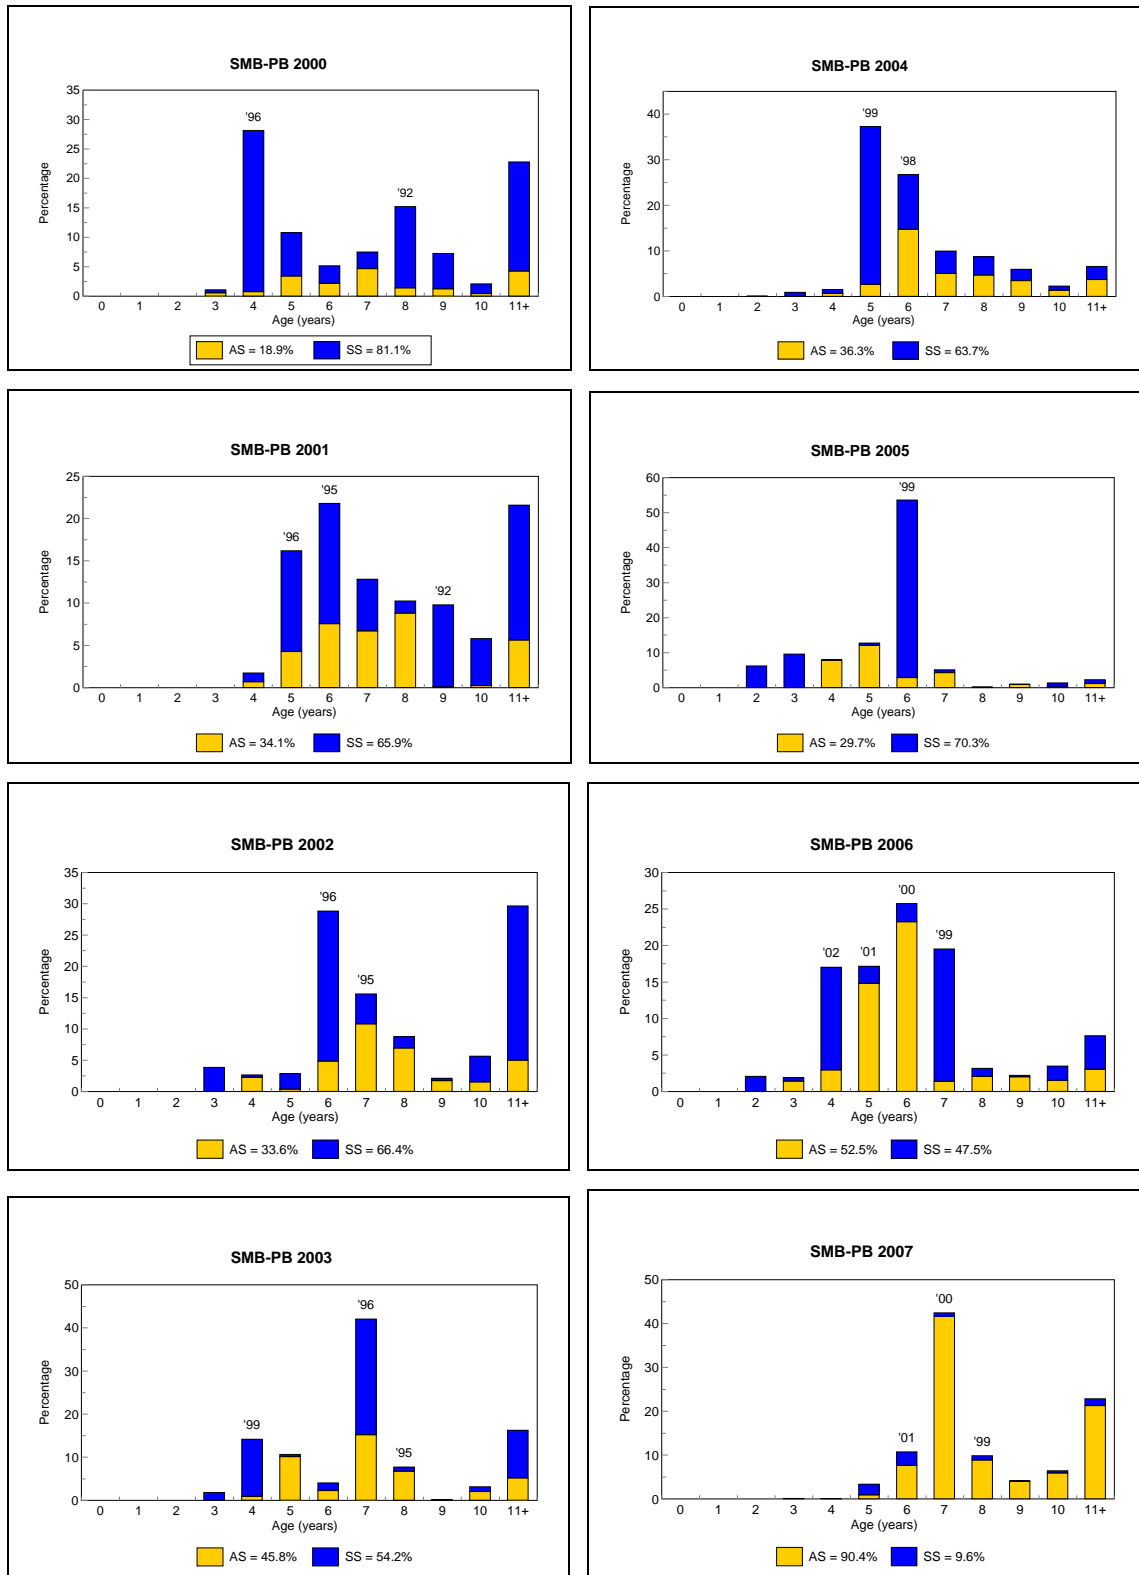 SMB-PB 2000
35
30
25
20
15
10
5
0
Percentage
'96
'92
0 1 2 3 4 5 6 7 8 9 10 11+
Age (years)
AS = 18.9% SS = 81.1%
SMB-PB 2004
40
30
20
10
0
Percentage
'99
'98
0 1 2 3 4 5 6 7 8 9 10 11+
Age (years)
AS = 36.3% SS = 63.7%
SMB-PB 2001
25
20
15
10
5
0
Percentage
'96
'95
'92
0 1 2 3 4 5 6 7 8 9 10 11+
Age (years)
AS = 34.1% SS = 65.9%
SMB-PB 2005
60
50
40
30
20
10
0
Percentage
'99
0 1 2 3 4 5 6 7 8 9 10 11+
Age (years)
AS = 29.7% SS = 70.3%
SMB-PB 2002
35
30
25
20
15
10
5
0
Percentage
'96
'95
0 1 2 3 4 5 6 7 8 9 10 11+
Age (years)
AS = 33.6% SS = 66.4%
SMB-PB 2006
30
25
20
15
10
5
0
Percentage
'02
'01
'00
'99
0 1 2 3 4 5 6 7 8 9 10 11+
Age (years)
AS = 52.5% SS = 47.5%
SMB-PB 2003
50
40
30
20
10
0
Percentage
'99
'96
'95
0 1 2 3 4 5 6 7 8 9 10 11+
Age (years)
AS = 45.8% SS = 54.2%
SMB-PB 2007
50
40
30
20
10
0
Percentage
'01
'00
'99
0 1 2 3 4 5 6 7 8 9 10 11+
Age (years)
AS = 90.4% SS = 9.6%